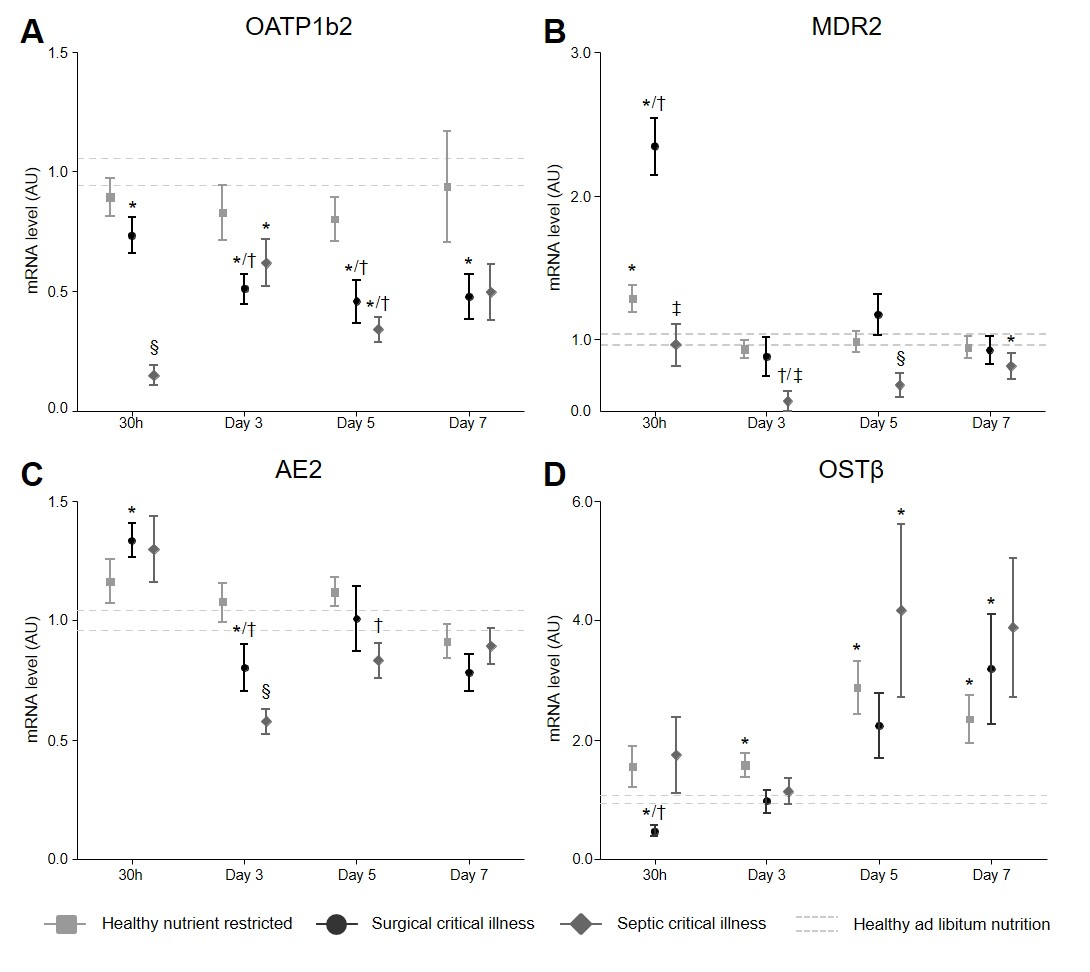 A
OATP1b2
mRNA level (AU)
1.5
1.0
0.5
0.0
*
§
*/†
*
*/†
*/†
*
30h
Day 3
Day 5
Day 7
B
MDR2
mRNA level (AU)
3.0
2.0
1.0
0.0
*
*/†
‡
†/‡
§
*
30h
Day 3
Day 5
Day 7
C
AE2
mRNA level (AU)
1.5
1.0
0.5
0.0
*
*/†
§
†
30h
Day 3
Day 5
Day 7
D
OSTβ
mRNA level (AU)
6.0
4.0
2.0
0.0
*/†
*
*
*
*
*
30h
Day 3
Day 5
Day 7
Healthy nutrient restricted
Surgical critical illness
Septic critical illness
Healthy ad libitum nutrition